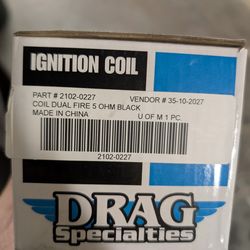 IGNITION COIL
PART # 2102-0227 VENDOR # 35-10-2027
COIL DUAL FIRE 5 OHM BLACK
MADE IN CHINA U OF M 1 PC.
2102-0227
DRAG
Specialties